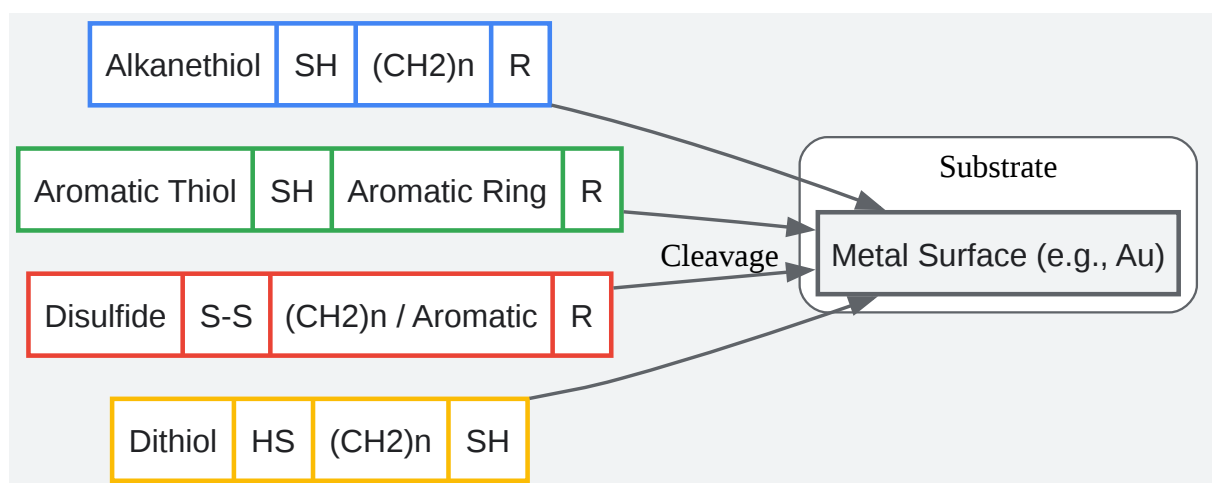 Alkanethiol SH (CH2)n R
Substrate
Aromatic Thiol SH Aromatic Ring R
Cleavage
Metal Surface (e.g., Au)
Disulfide S-S (CH2)n / Aromatic R
Dithiol HS (CH2)n SH